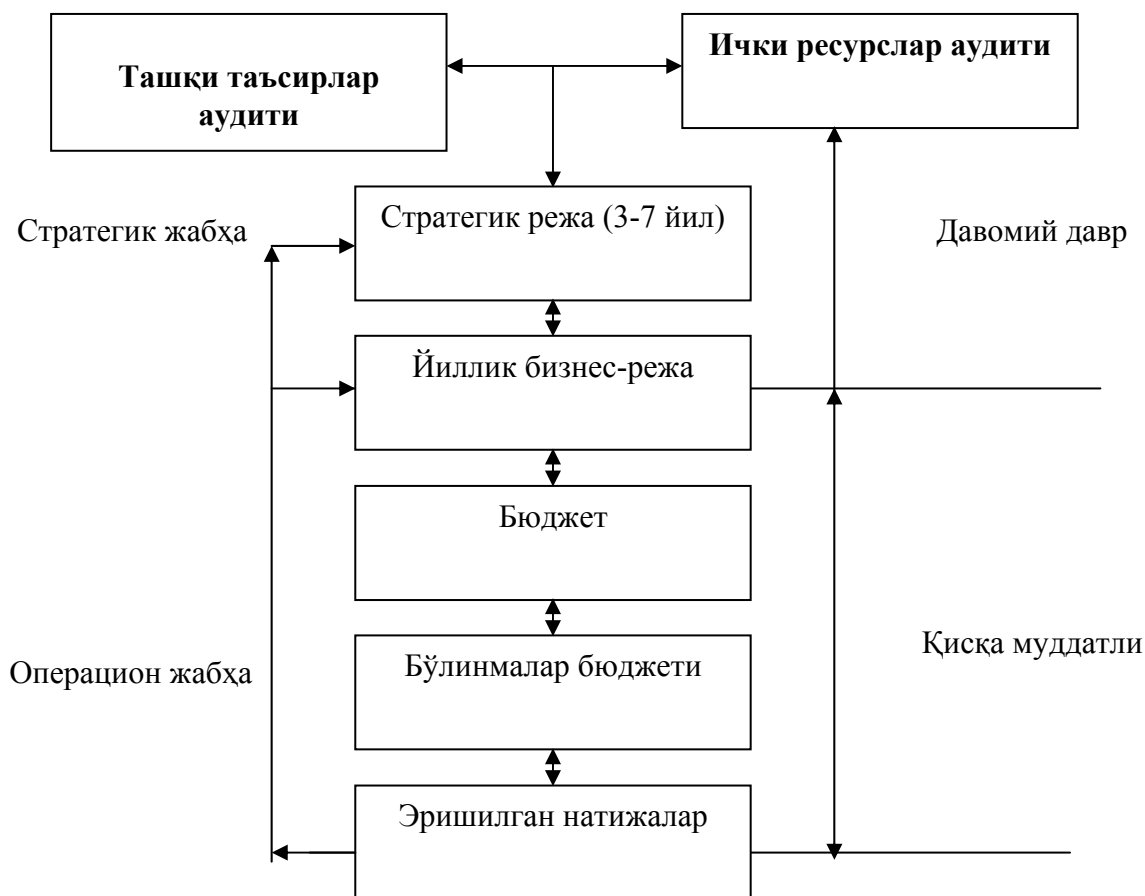 Ташқи таъсирлар
аудити
Ички ресурслар аудити
Стратегик режа (3-7 йил)
Стратегик жабҳа
Давомий давр
Йиллик бизнес-режа
Бюджет
Қисқа муддатли
Операцион жабҳа
Бўлинмалар бюджети
Эришилган натижалар